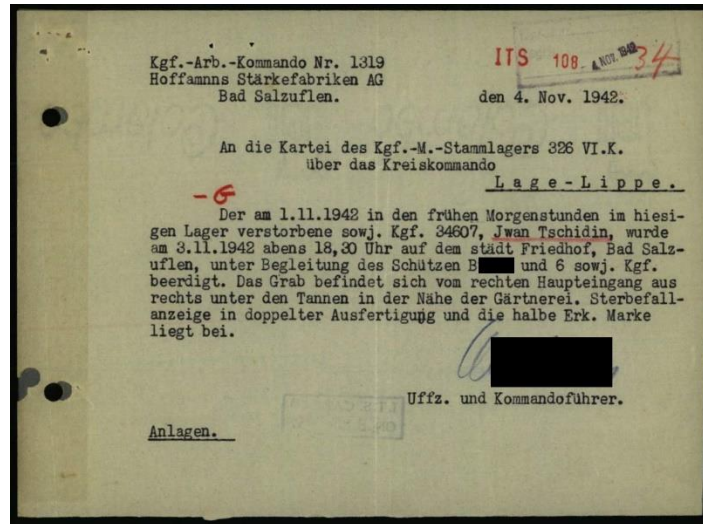 ITS 108 4. NOV. 1942 34
Kgf.-Arb.-Kommando Nr. 1319
Hoffamnns Stärkefabriken AG
Bad Salzuflen. den 4. Nov. 1942.
An die Kartei des Kgf.-M.-Stammlagers 326 VI.K.
über das Kreiskommando
Lage-Lippe.
Der am 1.11.1942 in den frühen Morgenstunden im hiesi-
gen Lager verstorbene sowj. Kgf. 34607, Jwan Tschidin, wurde
am 3.11.1942 abens 18,30 Uhr auf dem städt Friedhof, Bad Salz-
uflen, unter Begleitung des Schützen B und 6 sowj. Kgf.
beerdigt. Das Grab befindet sich vom rechten Haupteingang aus
rechts unter den Tannen in der Nähe der Gärtnerei. Sterbefall-
anzeige in doppelter Ausfertigung und die halbe Erk. Marke
liegt bei.
Uffz. und Kommandoführer.
Anlagen.